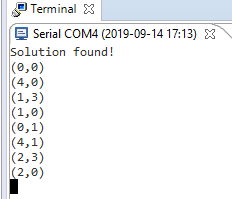 Terminal
Serial COM4 (2019-09-14 17:13)
Solution found!
(0,0)
(4,0)
(1,3)
(1,0)
(0,1)
(4,1)
(2,3)
(2,0)